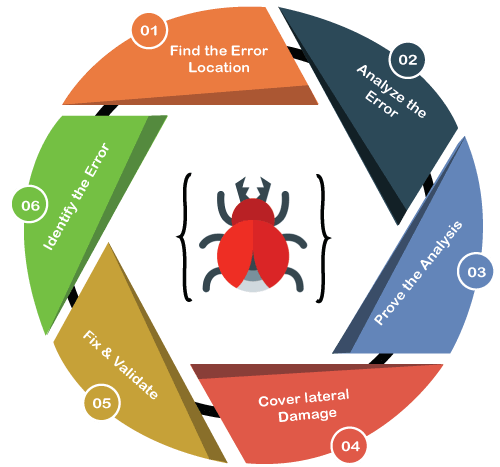 01
Find the Error
Location
02
Analyze the
Error
03
Prove the Analysis
04
Cover lateral
Damage
05
Fix & Validate
06
Identify the Error